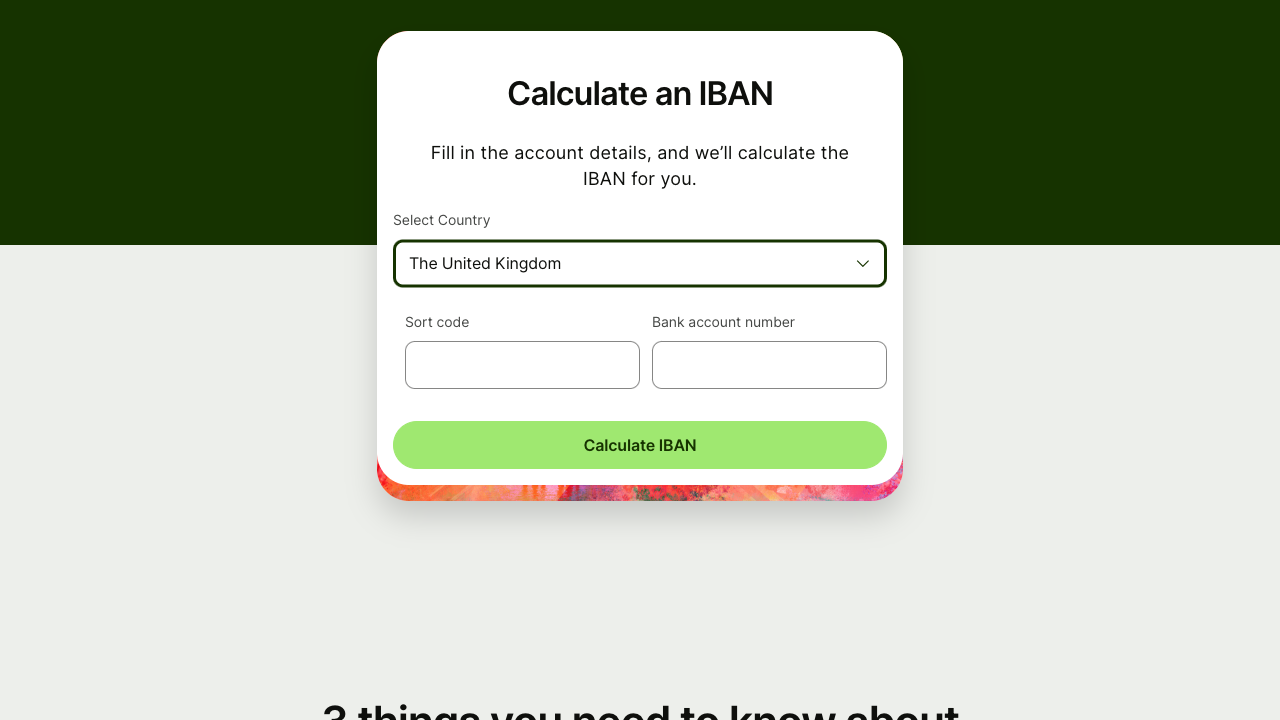 Calculate an IBAN
Fill in the account details, and we’ll calculate the
IBAN for you.
Select Country
The United Kingdom
Sort code
Bank account number
Calculate IBAN
3 things you need to know about